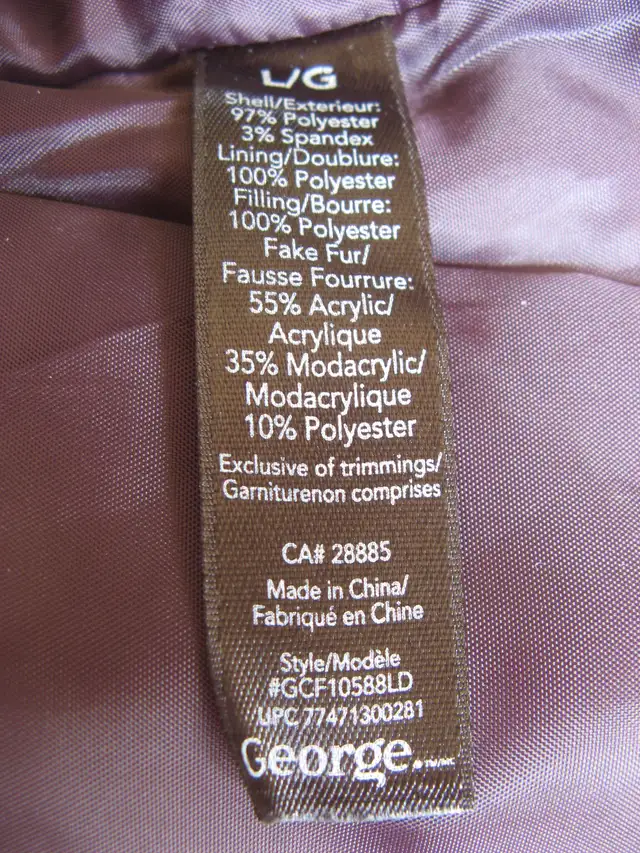 L/G
Shell/Exterieur:
97% Polyester
3% Spandex
Lining/Doublure:
100% Polyester
Filling/Bourre:
100% Polyester
Fake Fur/
Fausse Fourrure:
55% Acrylic/
Acrylique
35% Modacrylic/
Modacrylique
10% Polyester
Exclusive of trimmings/
Garniturenon comprises
CA# 28885
Made in China/
Fabriqué en Chine
Style/Modèle
#GCF10588LD
UPC 77471300281
George.